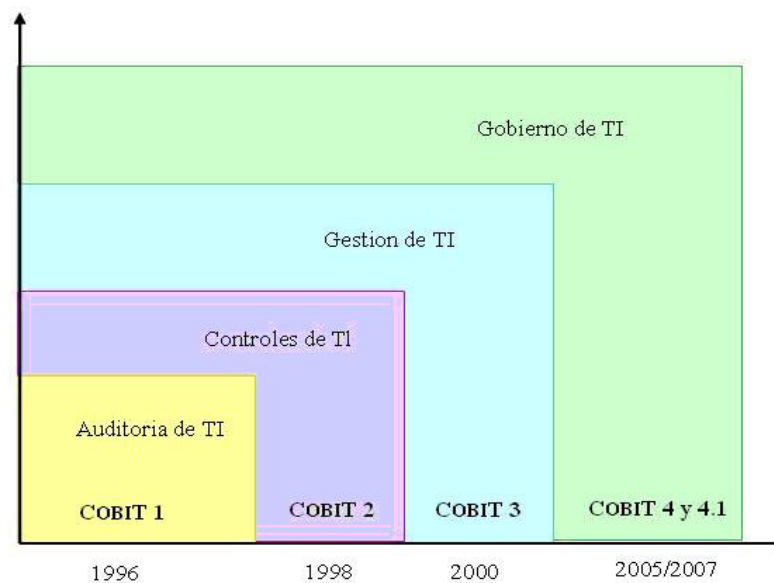 Gobierno de TI
Gestion de TI
Controles de Tl
Auditoria de TI
COBIT 1
COBIT 2
COBIT 3
COBIT 4 y 4.1
1996
1998
2000
2005/2007